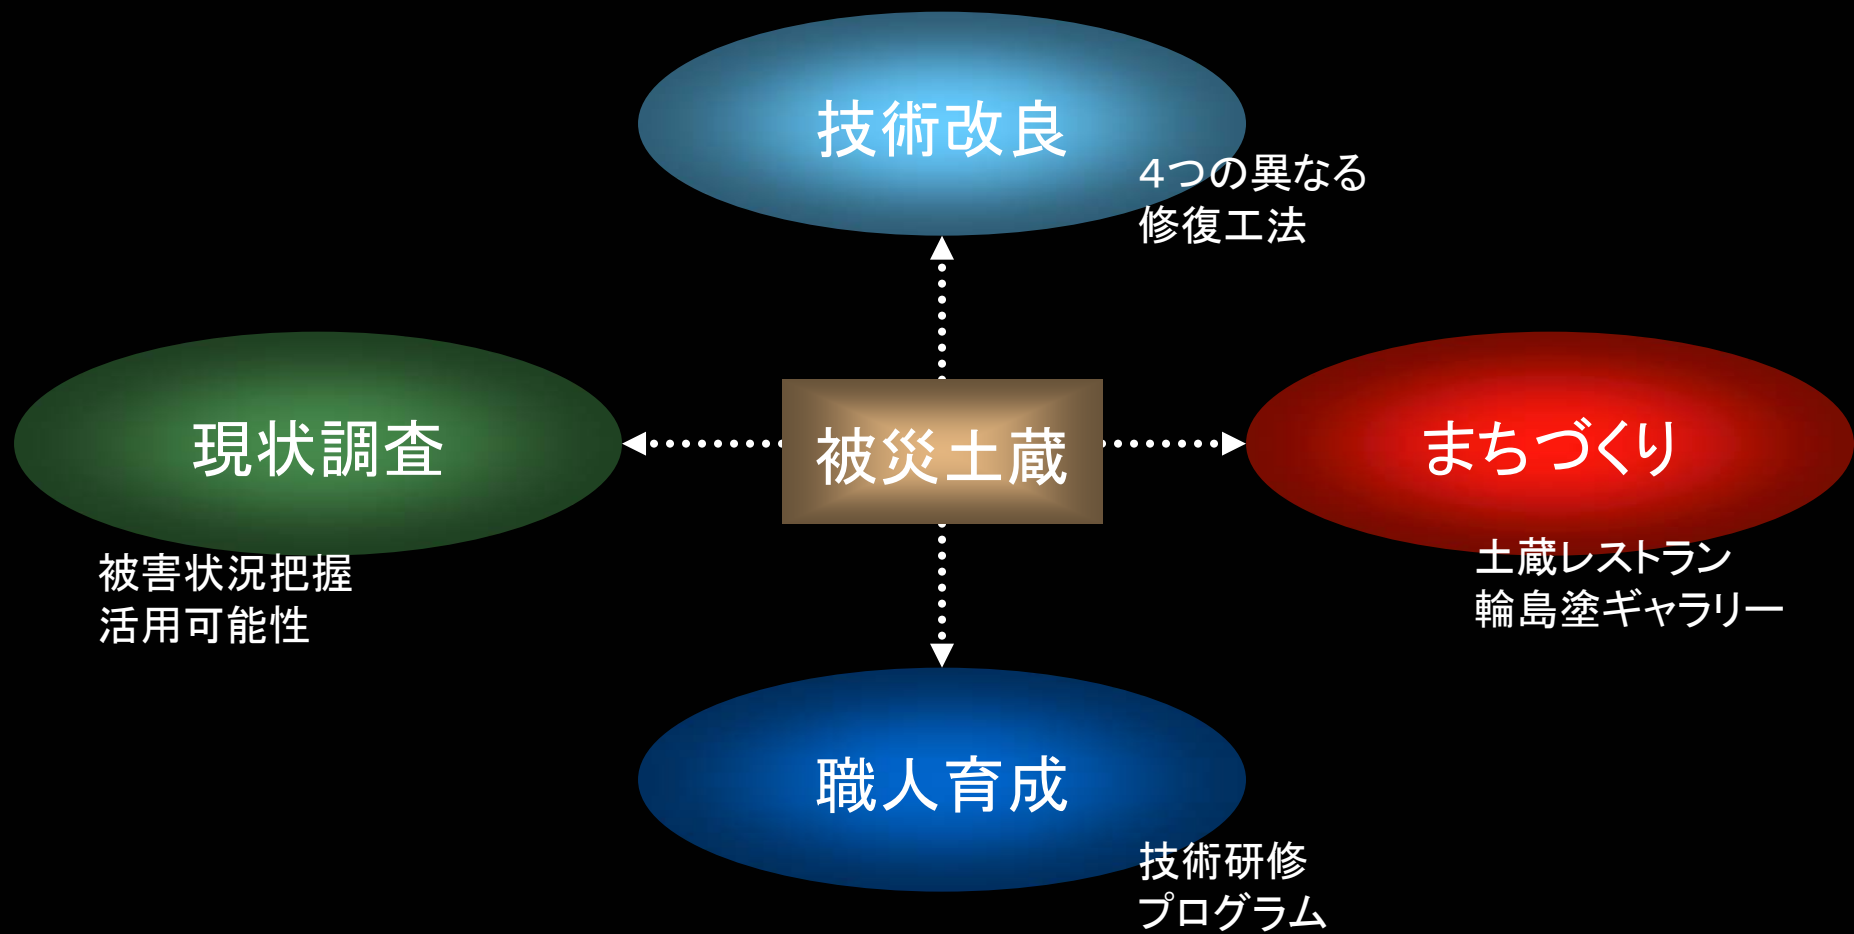 技術改良
４つの異なる
修復工法
現状調査
被害状況把握
活用可能性
被災土蔵
まちづくり
土蔵レストラン
輪島塗ギャラリー
職人育成
技術研修
プログラム